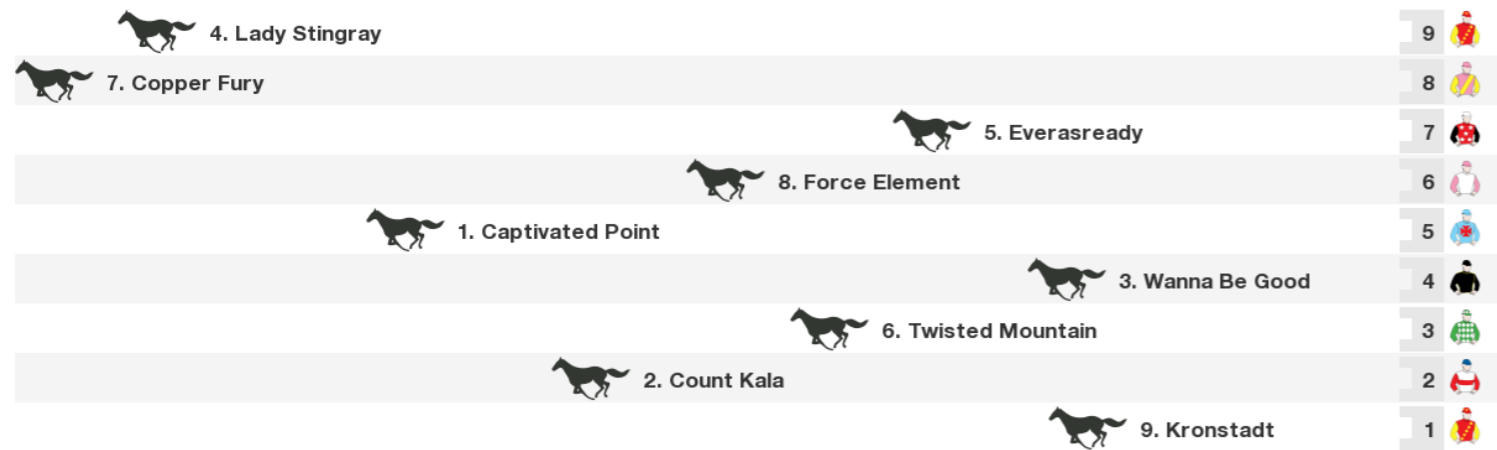 4. Lady Stingray 9
7. Copper Fury 8
5. Everasready 7
8. Force Element 6
1. Captivated Point 5
3. Wanna Be Good 4
6. Twisted Mountain 3
2. Count Kala 2
9. Kronstadt 1